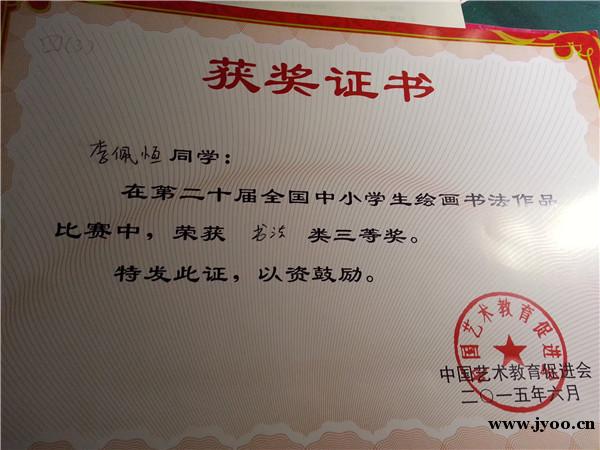 四(3)
获奖证书
李佩恒同学：
在第二十届全国中小学生绘画书法作品
比赛中，荣获 书法 类三等奖。
特发此证，以资鼓励。
中国艺术教育促进会
中国艺术教育促进会
二〇一五年六月
www.jyoo.cn